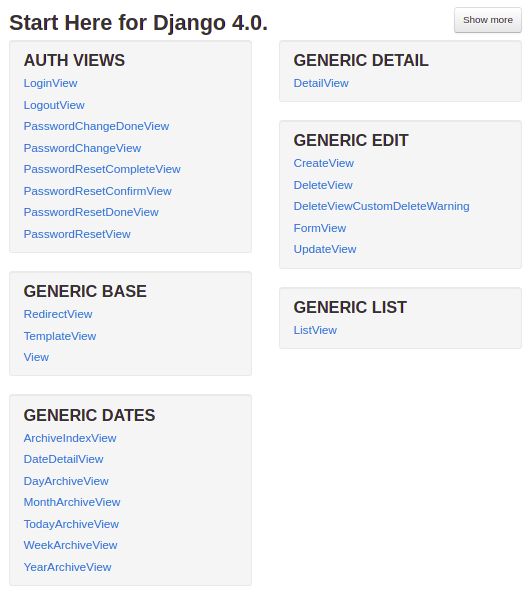 Start Here for Django 4.0.
Show more
AUTH VIEWS
LoginView
LogoutView
PasswordChangeDoneView
PasswordChangeView
PasswordResetCompleteView
PasswordResetConfirmView
PasswordResetDoneView
PasswordResetView
GENERIC BASE
RedirectView
TemplateView
View
GENERIC DATES
ArchiveIndexView
DateDetailView
DayArchiveView
MonthArchiveView
TodayArchiveView
WeekArchiveView
YearArchiveView
GENERIC DETAIL
DetailView
GENERIC EDIT
CreateView
DeleteView
DeleteViewCustomDeleteWarning
FormView
UpdateView
GENERIC LIST
ListView